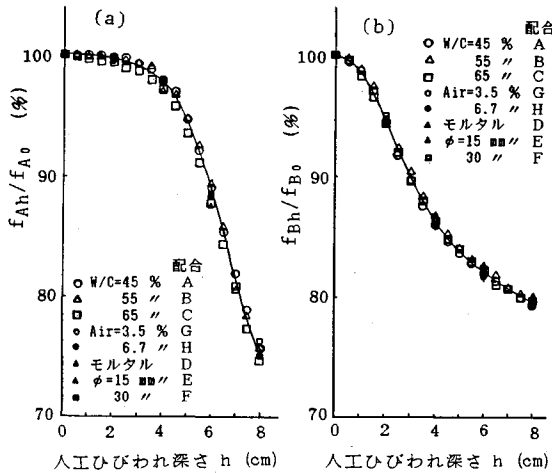 (a)
f_Ah/f_A0 (%)
100
90
80
70
配合
W/C=45 % A
55 〃 B
65 〃 C
Air=3.5 % G
6.7 〃 H
モルタル D
φ=15 mm〃 E
30 〃 F
0 2 4 6 8
人工ひびわれ深さ h (cm)
(b)
f_Bh/f_B0 (%)
100
90
80
70
配合
W/C=45 % A
55 〃 B
65 〃 C
Air=3.5 % G
6.7 〃 H
モルタル D
φ=15 mm〃 E
30 〃 F
0 2 4 6 8
人工ひびわれ深さ h (cm)